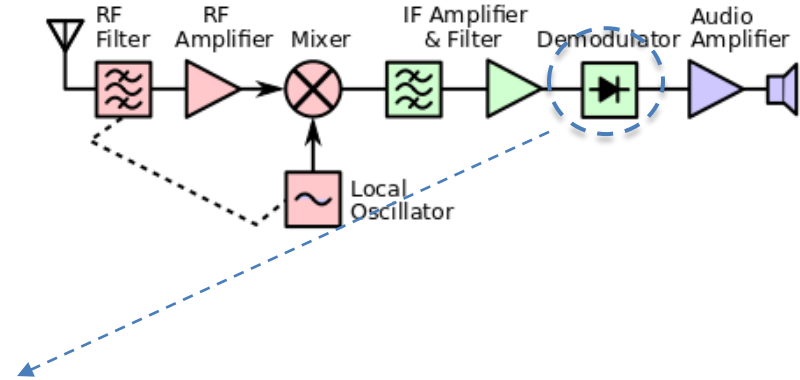 RF
Filter
RF
Amplifier
Mixer
IF Amplifier
& Filter
Demodulator
Audio
Amplifier
Local
Oscillator